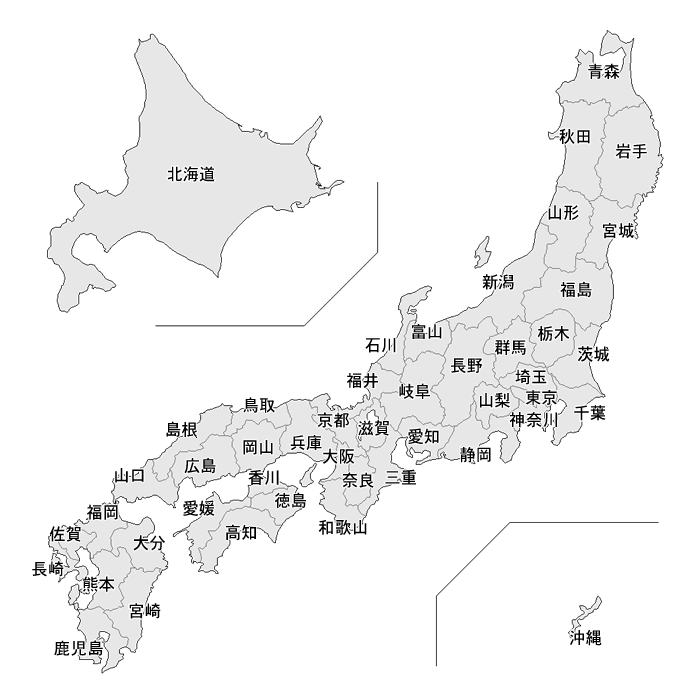 北海道
青森
秋田
岩手
山形
宮城
新潟
福島
富山
石川
栃木
群馬
茨城
長野
埼玉
福井
岐阜
山梨
東京
神奈川
千葉
鳥取
島根
京都
滋賀
愛知
静岡
岡山
兵庫
大阪
広島
山口
香川
奈良
三重
徳島
愛媛
福岡
高知
和歌山
佐賀
大分
長崎
熊本
宮崎
鹿児島
沖縄